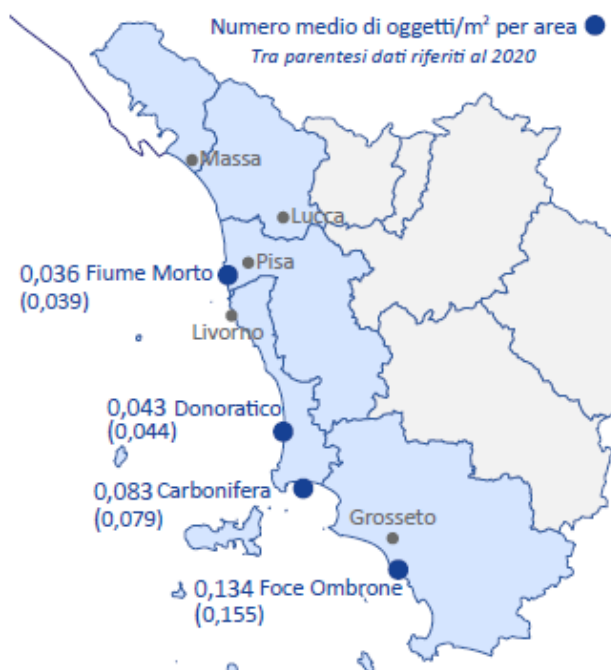 Numero medio di oggetti/m² per area
Tra parentesi dati riferiti al 2020
Massa
Lucca
Pisa
0,036 Fiume Morto
(0,039)
Livorno
0,043 Donoratico
(0,044)
0,083 Carbonifera
(0,079)
Grosseto
0,134 Foce Ombrone
(0,155)